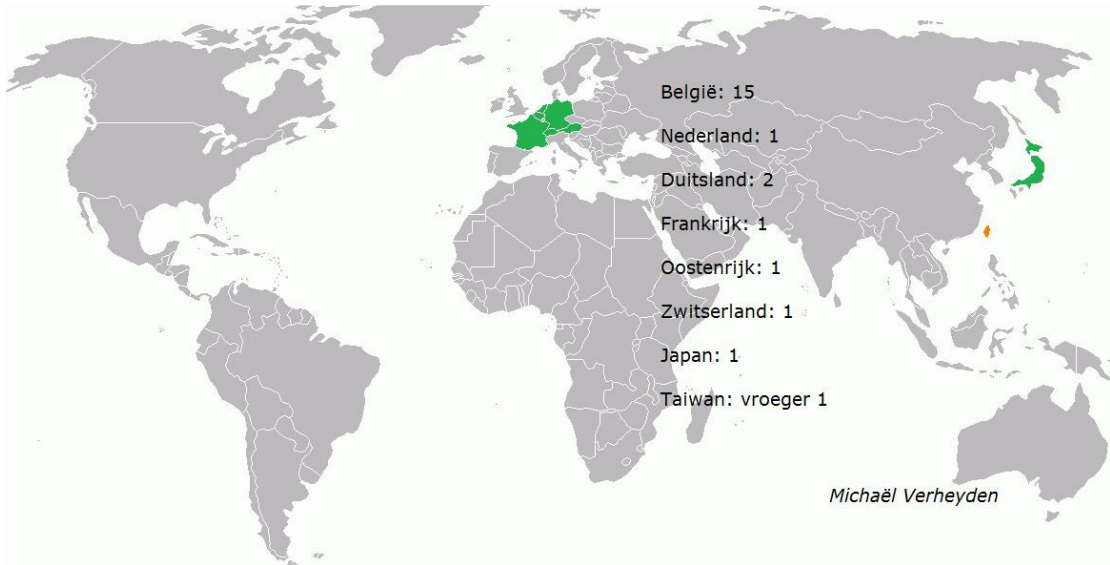 België: 15
Nederland: 1
Duitsland: 2
Frankrijk: 1
Oostenrijk: 1
Zwitserland: 1
Japan: 1
Taiwan: vroeger 1
Michaël Verheyden